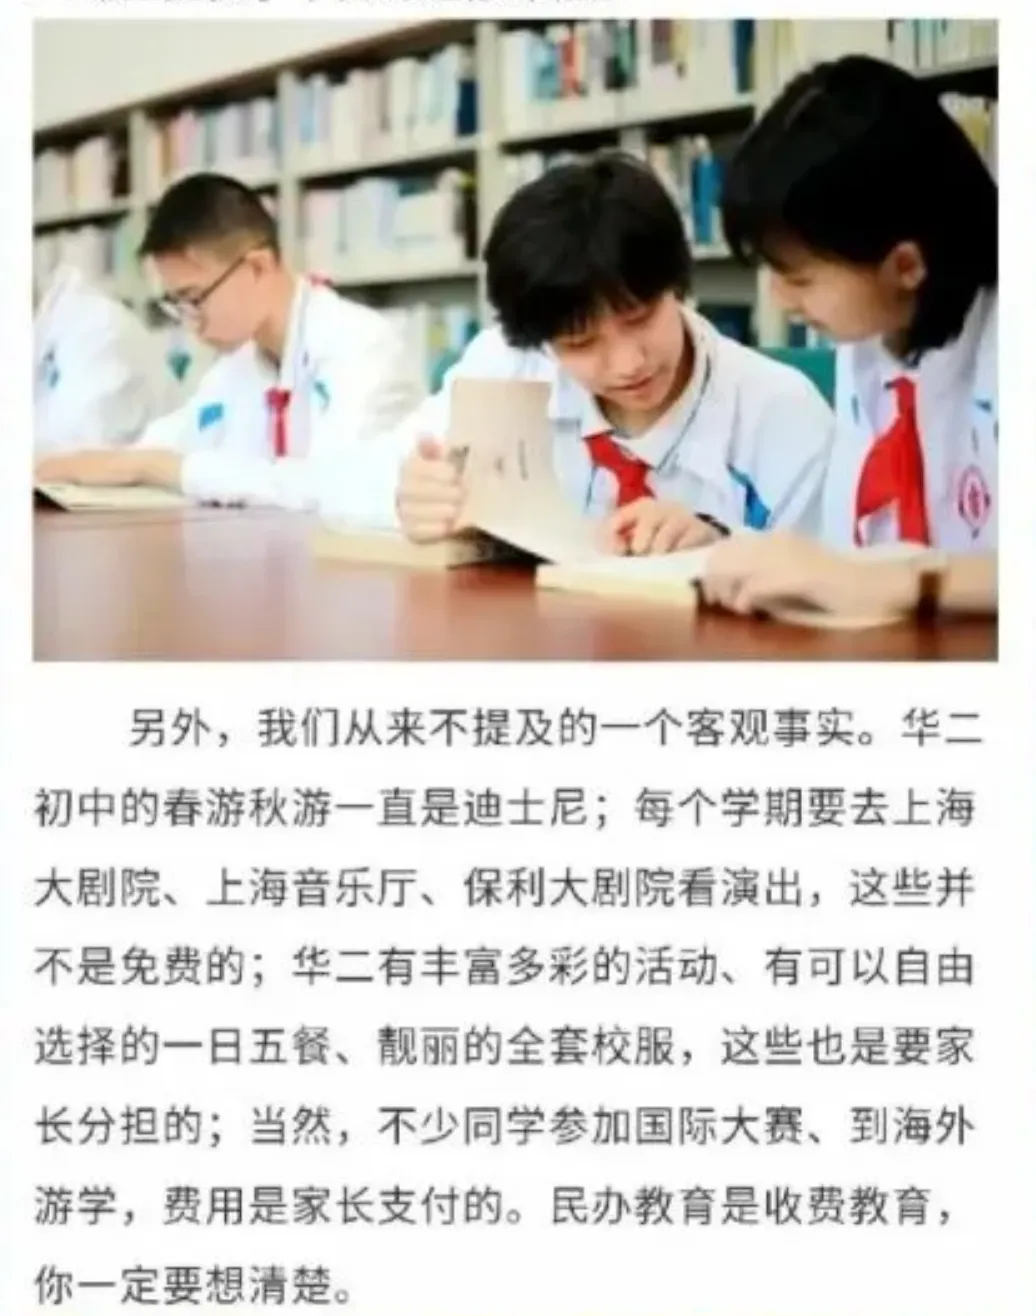 另外，我们从来不提及的一个客观事实。华二
初中的春游秋游一直是迪士尼；每个学期要去上海
大剧院、上海音乐厅、保利大剧院看演出，这些并
不是免费的；华二有丰富多彩的活动、有可以自由
选择的一日五餐、靓丽的全套校服，这些也是要家
长分担的；当然，不少同学参加国际大赛、到海外
游学，费用是家长支付的。民办教育是收费教育，
你一定要想清楚。